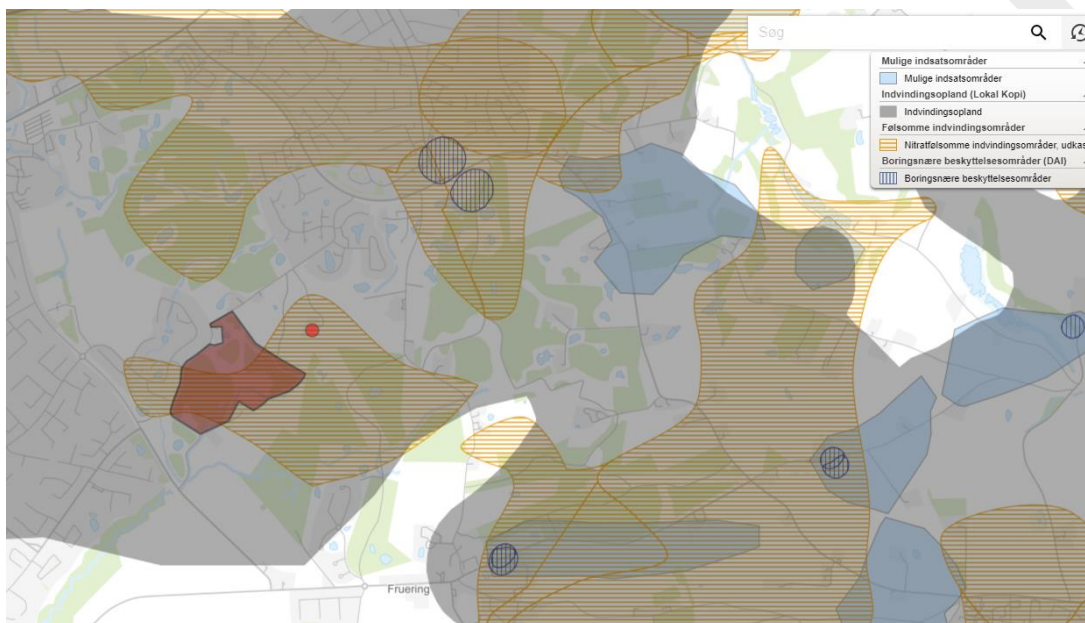 Søg
Mulige indsatsområder
Mulige indsatsområder
Indvindingsopland (Lokal Kopi)
Indvindingsopland
Følsomme indvindingsområder
Nitratfølsomme indvindingsområder, udkas
Boringsnære beskyttelsesområder (DAI)
Boringsnære beskyttelsesområder
Fruering